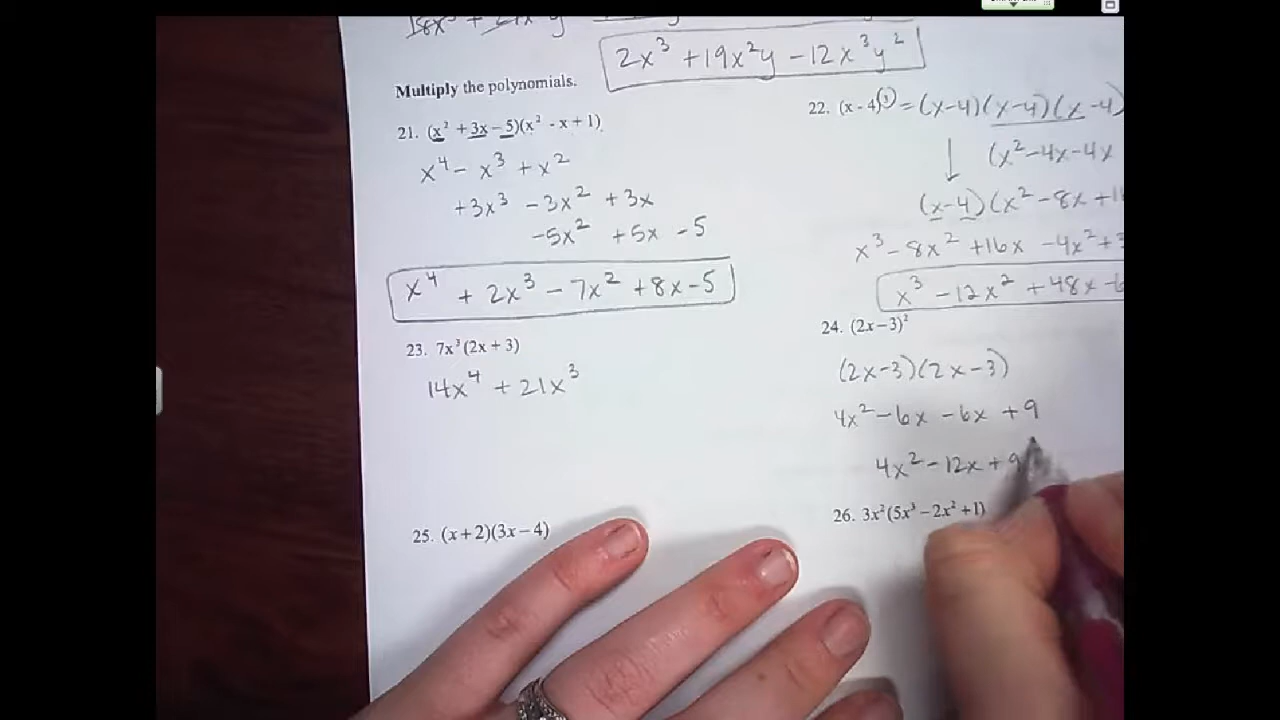 2x³ + 19x²y - 12x³y²
Multiply the polynomials.
21. (x² + 3x - 5)(x² - x + 1)
x⁴ - x³ + x²
+3x³ - 3x² + 3x
-5x² + 5x - 5
x⁴ + 2x³ - 7x² + 8x - 5
22. (x - 4)³ = (x-4)(x-4)(x-4)
(x² - 4x - 4x
(x-4)(x² - 8x + 1
x³ - 8x² + 16x - 4x² + 3
x³ - 12x² + 48x - 6
23. 7x³(2x + 3)
14x⁴ + 21x³
24. (2x - 3)²
(2x-3)(2x-3)
4x² - 6x - 6x + 9
4x² - 12x + 9
25. (x + 2)(3x - 4)
26. 3x²(5x³ - 2x² + 1)